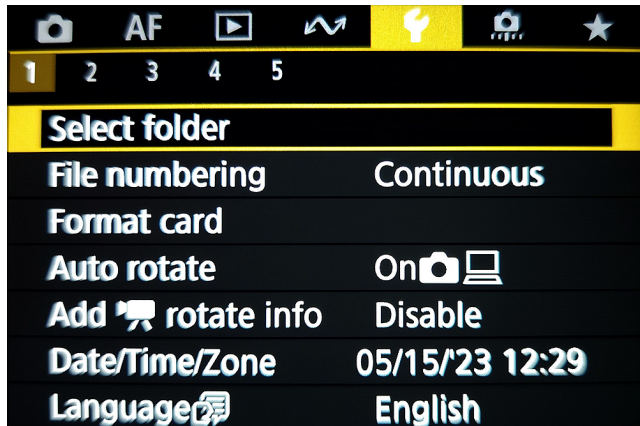 AF
1 2 3 4 5
Select folder
File numbering Continuous
Format card
Auto rotate On
Add rotate info Disable
Date/Time/Zone 05/15/'23 12:29
Language English